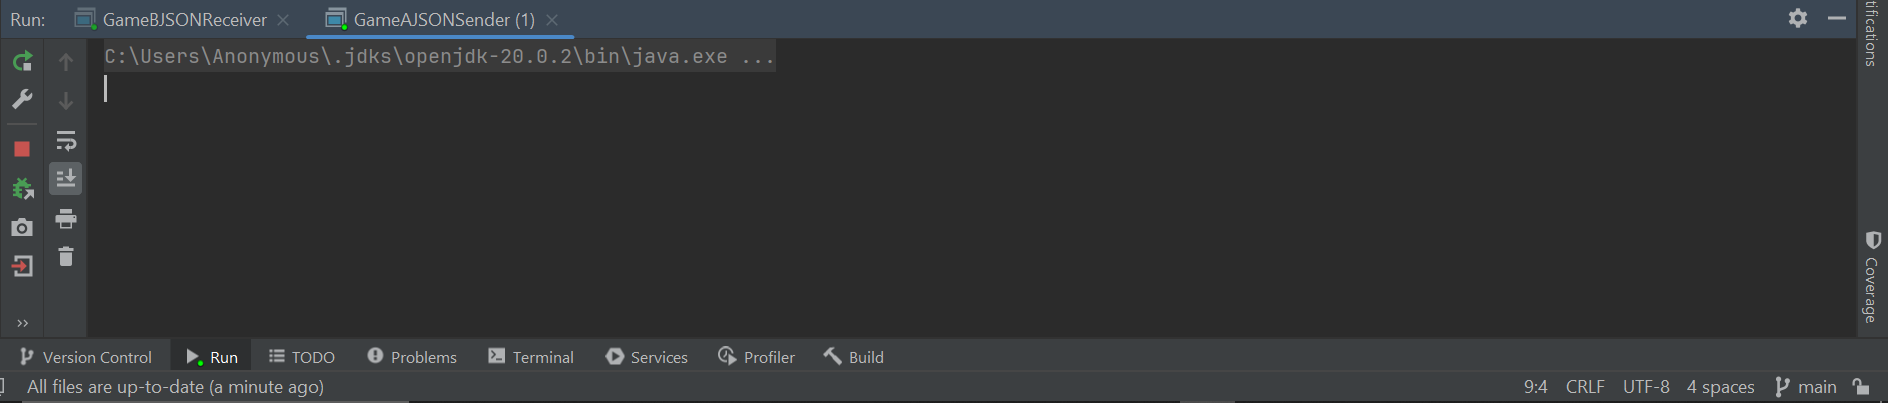 Run: GameBJSONReceiver GameAJSONSender (1)
C:\Users\Anonymous\.jdks\openjdk-20.0.2\bin\java.exe ...
tifications
Coverage
Version Control Run TODO Problems Terminal Services Profiler Build
All files are up-to-date (a minute ago) 9:4 CRLF UTF-8 4 spaces main